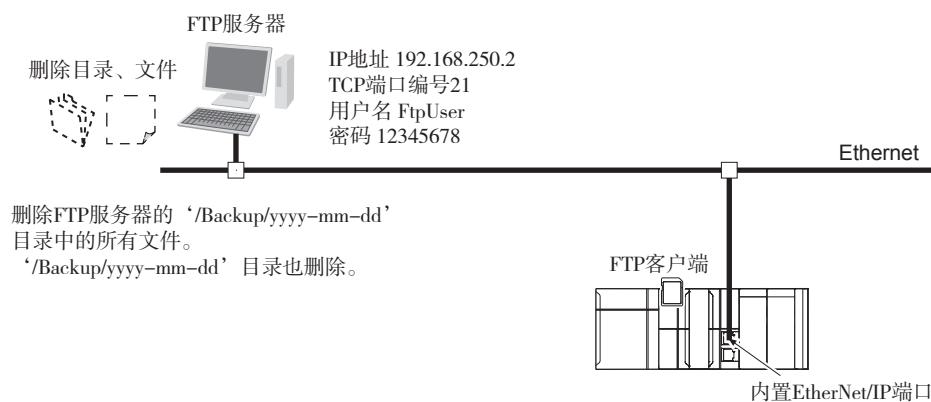 FTP服务器
删除目录、文件
IP地址 192.168.250.2
TCP端口编号21
用户名 FtpUser
密码 12345678
Ethernet
删除FTP服务器的‘/Backup/yyyy-mm-dd’
目录中的所有文件。
‘/Backup/yyyy-mm-dd’目录也删除。
FTP客户端
内置EtherNet/IP端口